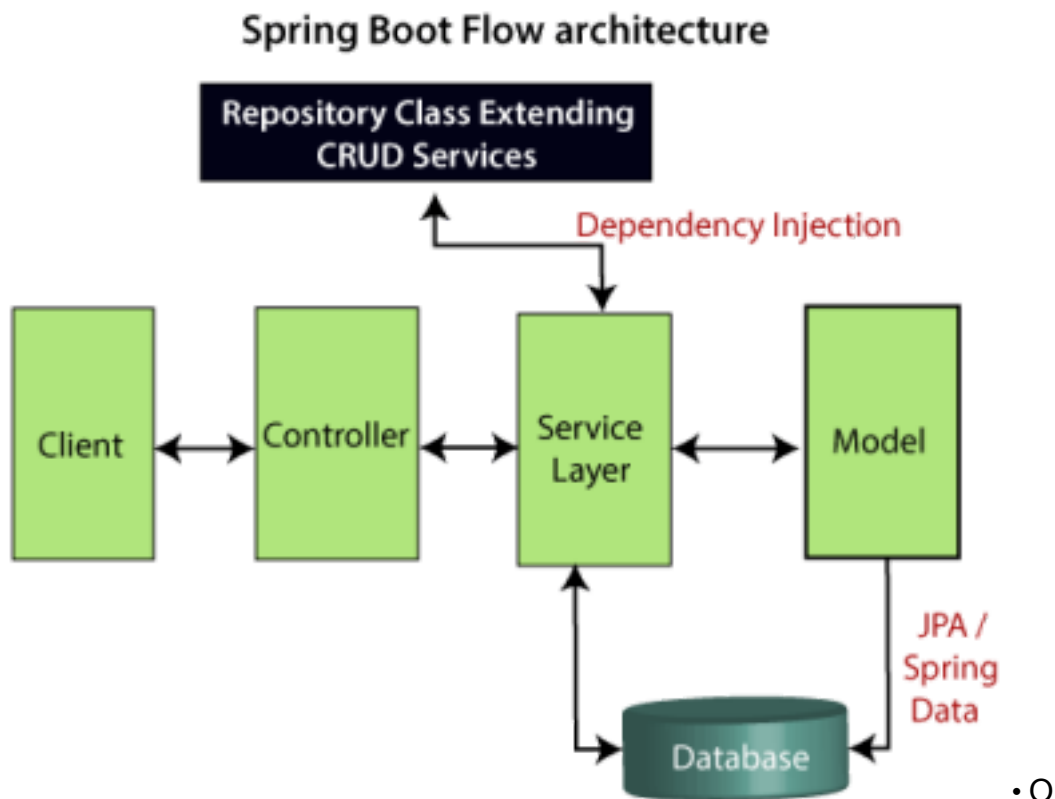 Spring Boot Flow architecture
Repository Class Extending
CRUD Services
Dependency Injection
Client
Controller
Service
Layer
Model
JPA /
Spring
Data
Database
• O